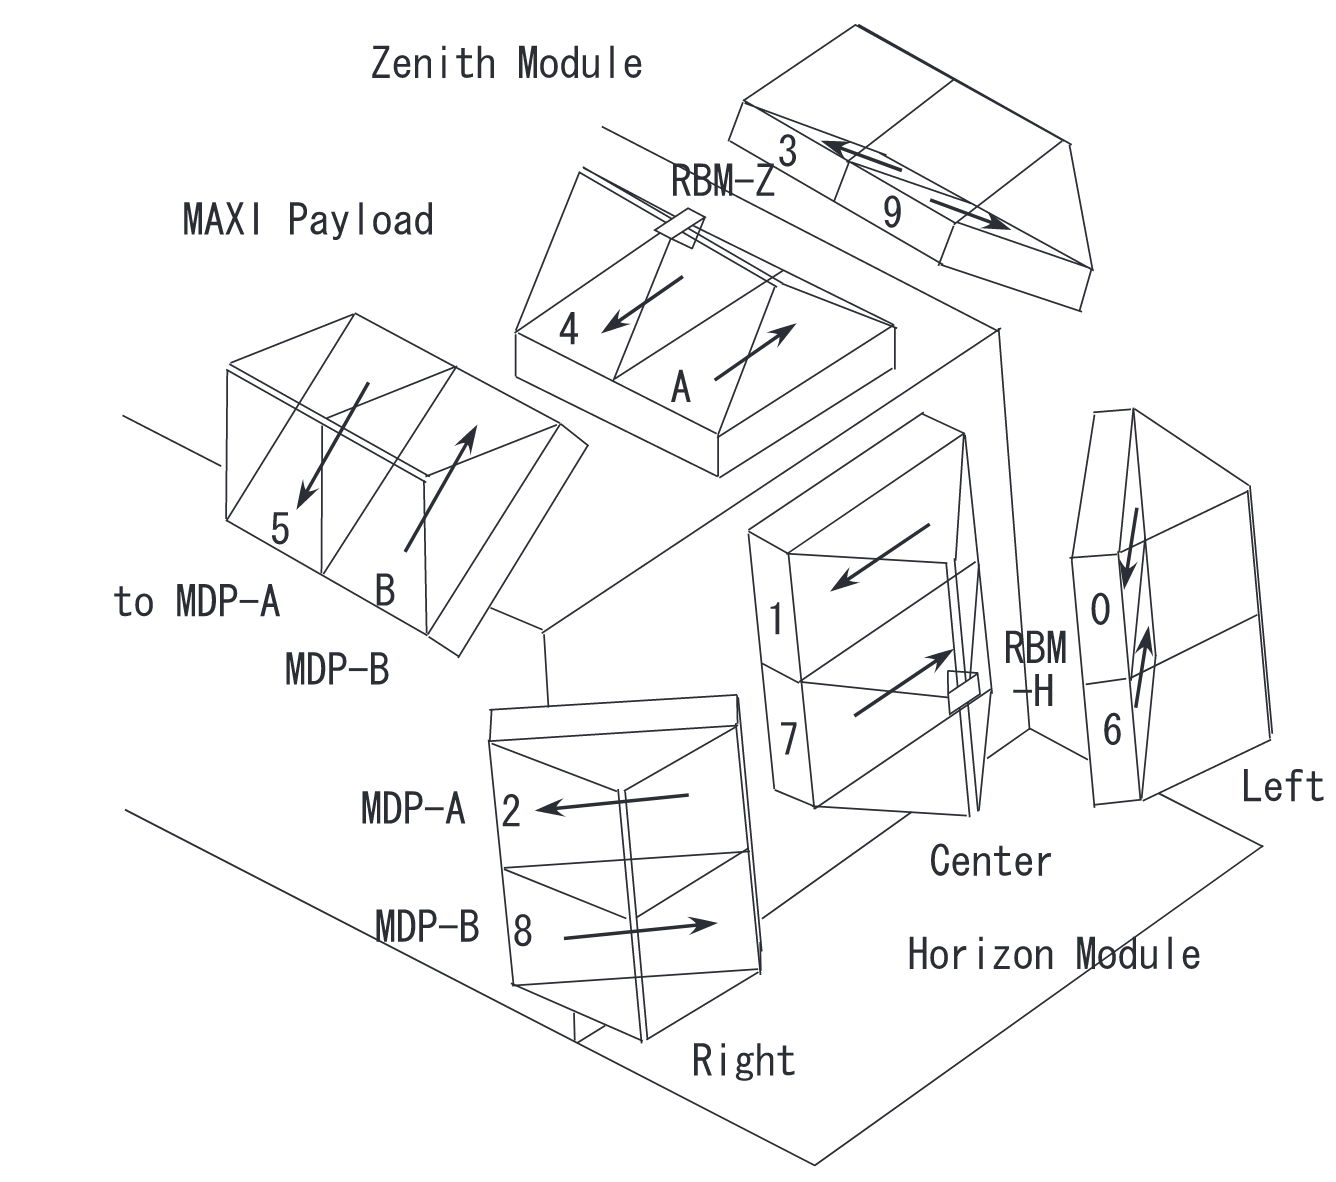 Zenith Module
3
RBM-Z
9
MAXI Payload
4
A
5
B
to MDP-A
MDP-B
1
0
RBM
-H
7
6
Left
MDP-A
2
Center
MDP-B
8
Horizon Module
Right